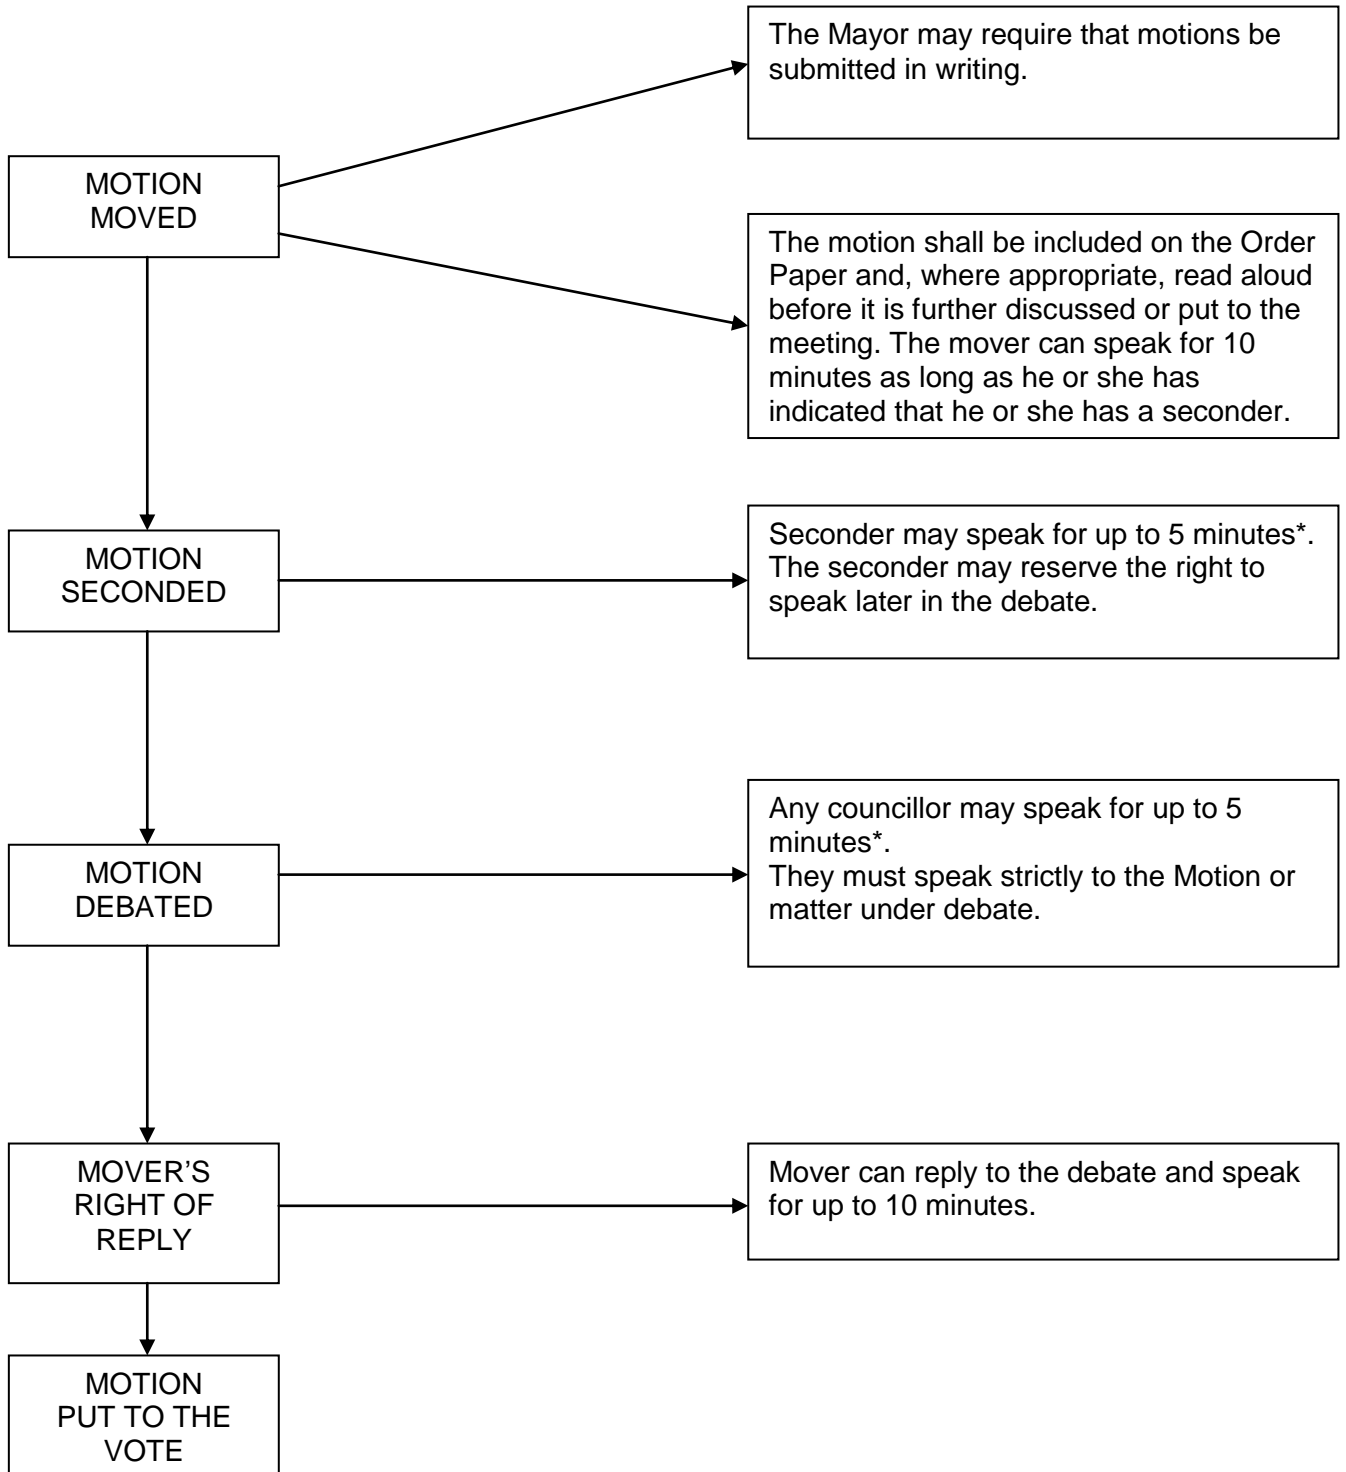 The Mayor may require that motions be
submitted in writing.
MOTION
MOVED
The motion shall be included on the Order
Paper and, where appropriate, read aloud
before it is further discussed or put to the
meeting. The mover can speak for 10
minutes as long as he or she has
indicated that he or she has a seconder.
MOTION
SECONDED
Seconder may speak for up to 5 minutes*.
The seconder may reserve the right to
speak later in the debate.
MOTION
DEBATED
Any councillor may speak for up to 5
minutes*.
They must speak strictly to the Motion or
matter under debate.
MOVER’S
RIGHT OF
REPLY
Mover can reply to the debate and speak
for up to 10 minutes.
MOTION
PUT TO THE
VOTE